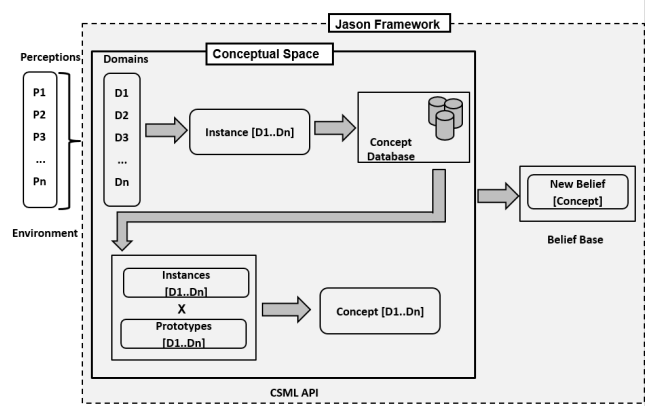 Jason Framework
Conceptual Space
Perceptions
P1
P2
P3
...
Pn
Environment
Domains
D1
D2
D3
...
Dn
Instance [D1..Dn]
Concept
Database
New Belief
[Concept]
Belief Base
Instances
[D1..Dn]
X
Prototypes
[D1..Dn]
Concept [D1..Dn]
CSML API